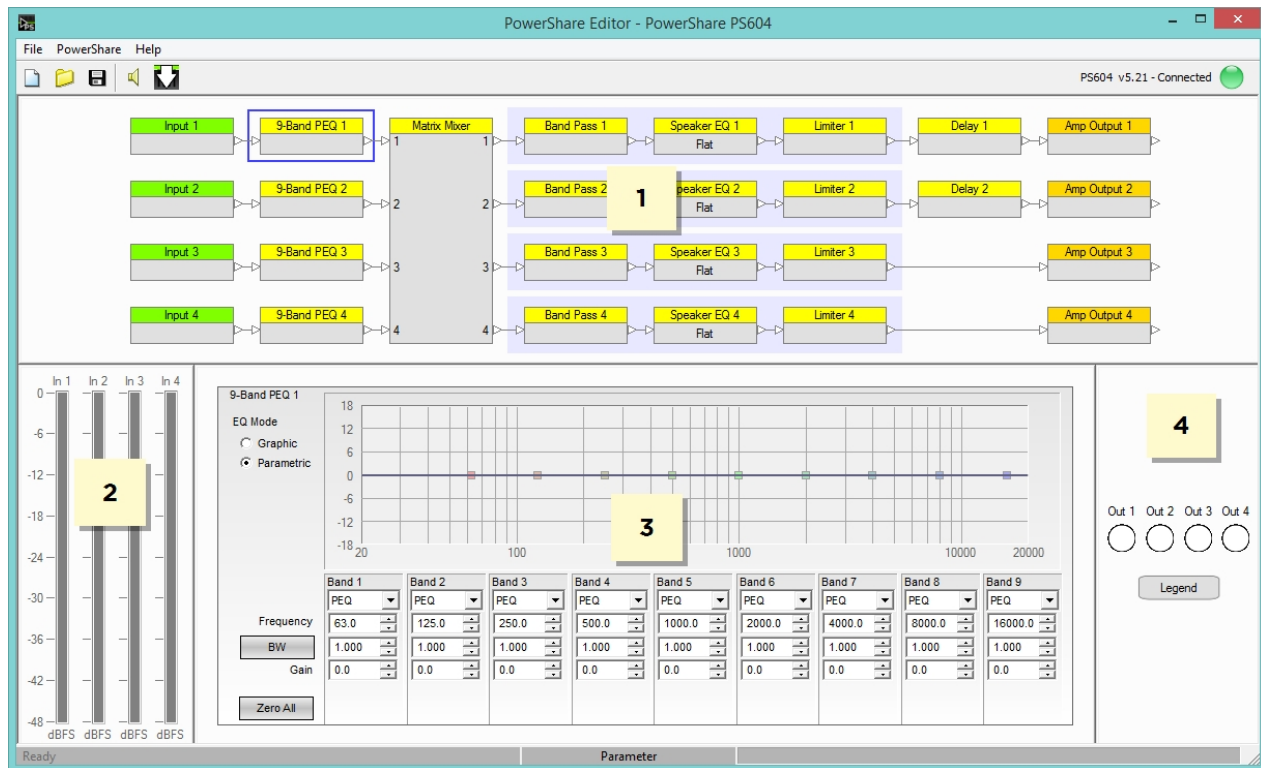 PowerShare Editor - PowerShare PS604
File PowerShare Help
PS604 v5.21 - Connected
Input 1 9-Band PEQ 1 Matrix Mixer Band Pass 1 Speaker EQ 1 Limiter 1 Delay 1 Amp Output 1
1 1 Flat
Input 2 9-Band PEQ 2 Band Pass 2 1 Speaker EQ 2 Limiter 2 Delay 2 Amp Output 2
2 2 Flat
Input 3 9-Band PEQ 3 Band Pass 3 Speaker EQ 3 Limiter 3 Amp Output 3
3 3 Flat
Input 4 9-Band PEQ 4 Band Pass 4 Speaker EQ 4 Limiter 4 Amp Output 4
4 4 Flat
In 1 In 2 In 3 In 4
0
-6
-12
-18
-24
-30
-36
-42
-48
dBFS dBFS dBFS dBFS
2
9-Band PEQ 1
EQ Mode
Graphic
Parametric
18
12
6
0
-6
-12
-18
20 100 1000 10000 20000
3
Band 1 Band 2 Band 3 Band 4 Band 5 Band 6 Band 7 Band 8 Band 9
PEQ PEQ PEQ PEQ PEQ PEQ PEQ PEQ PEQ
Frequency 63.0 125.0 250.0 500.0 1000.0 2000.0 4000.0 8000.0 16000.0
BW 1.000 1.000 1.000 1.000 1.000 1.000 1.000 1.000 1.000
Gain 0.0 0.0 0.0 0.0 0.0 0.0 0.0 0.0 0.0
Zero All
4
Out 1 Out 2 Out 3 Out 4
Legend
Ready Parameter